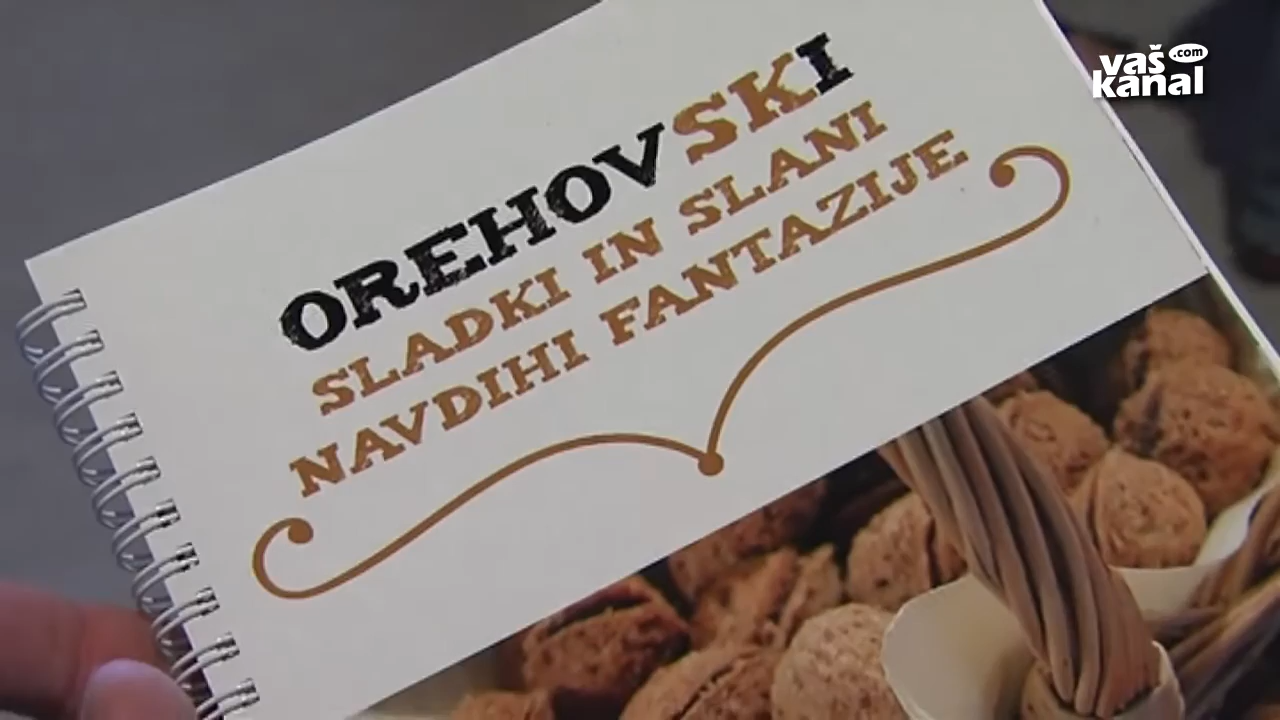 OREHOVSKI
SLADKI IN SLANI
NAVDIHI FANTAZIJE
vaš .com
kanal